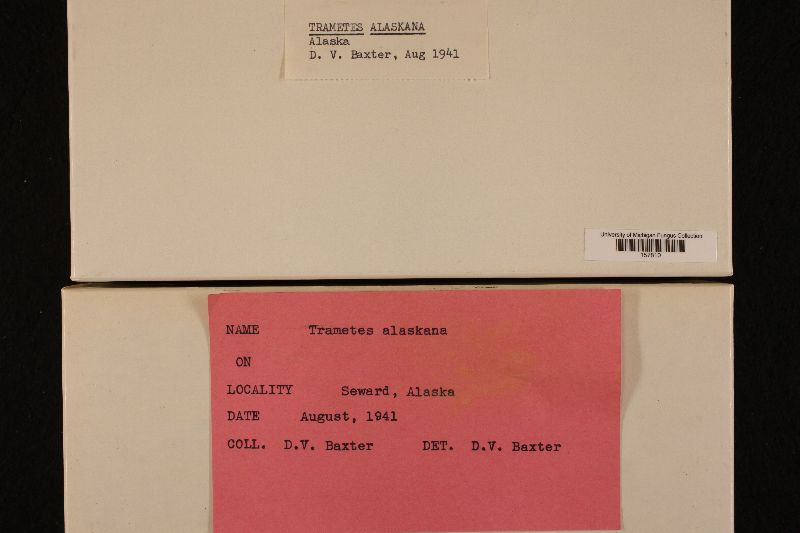 TRAMETES ALASKANA
Alaska
D. V. Baxter, Aug 1941
University of Michigan Fungus Collection
NAME Trametes alaskana
ON
LOCALITY Seward, Alaska
DATE August, 1941
COLL. D.V. Baxter DET. D.V. Baxter